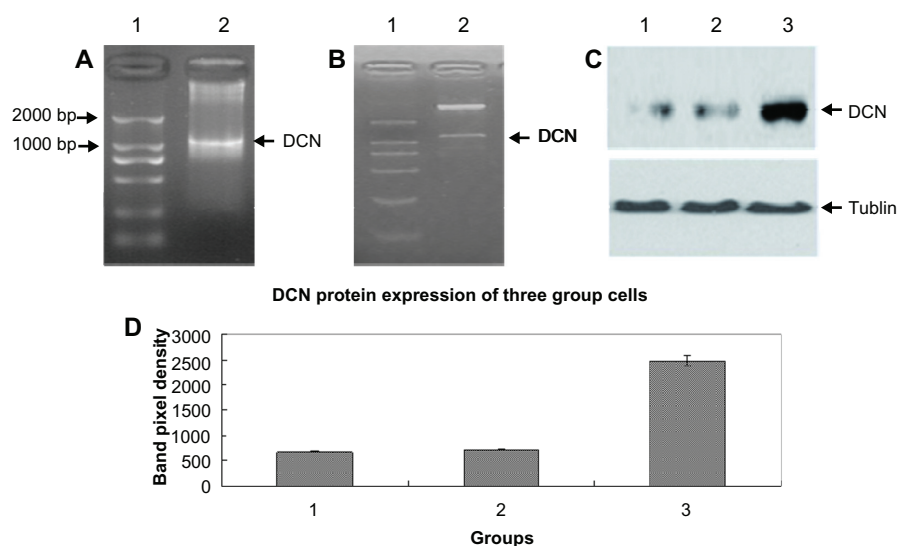 1 2
A
2000 bp
1000 bp
DCN
1 2
B
DCN
1 2 3
C
DCN
Tublin
DCN protein expression of three group cells
D
Band pixel density
3000
2500
2000
1500
1000
500
0
1 2 3
Groups